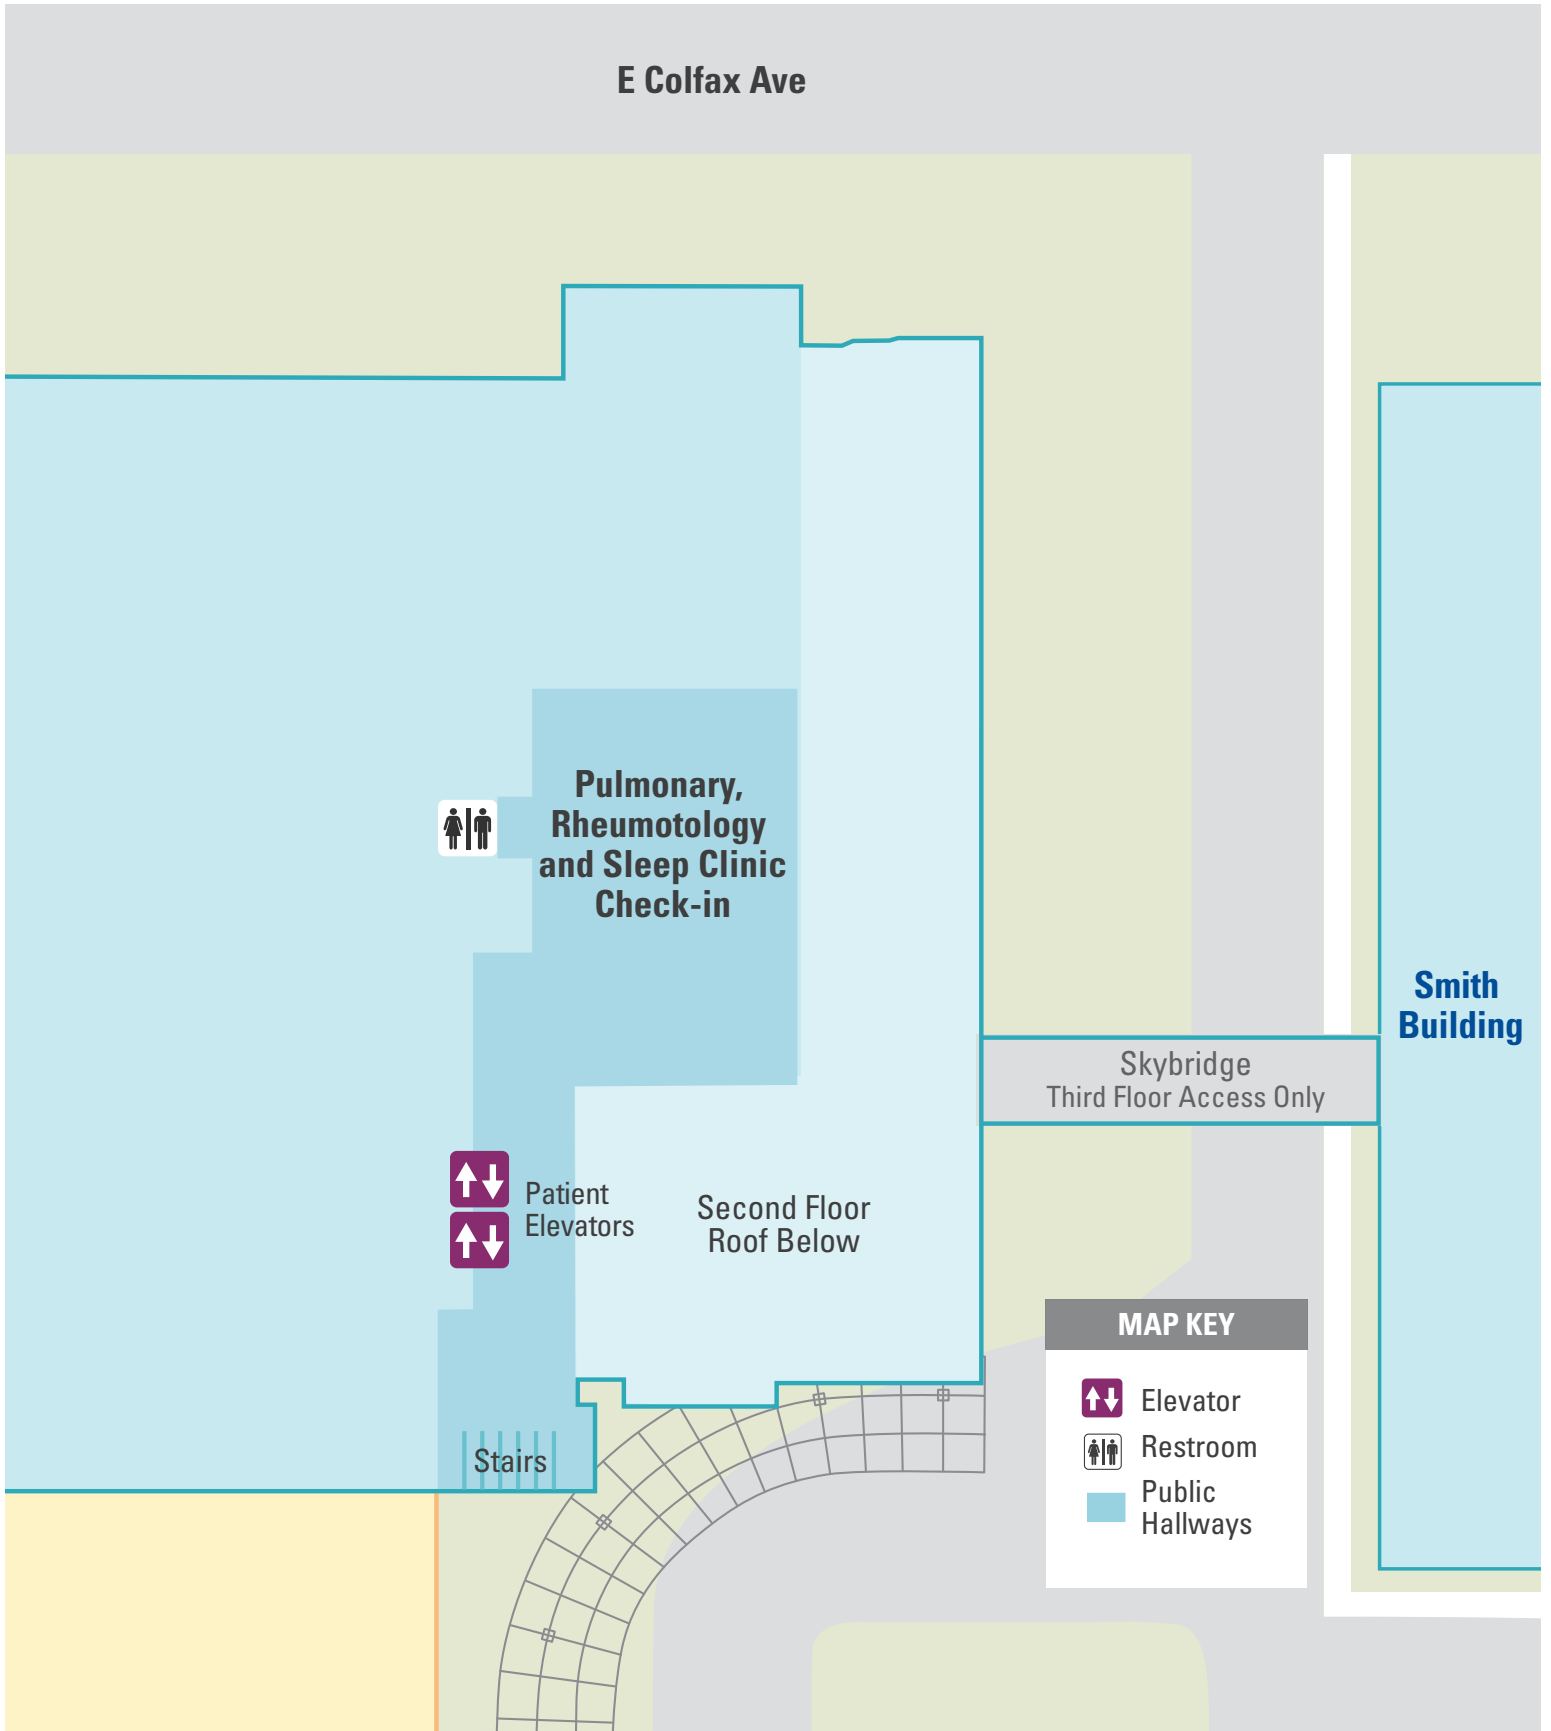 E Colfax Ave
Pulmonary,
Rheumotology
and Sleep Clinic
Check-in
Smith
Building
Skybridge
Third Floor Access Only
Patient
Elevators
Second Floor
Roof Below
MAP KEY
Elevator
Restroom
Public
Hallways
Stairs